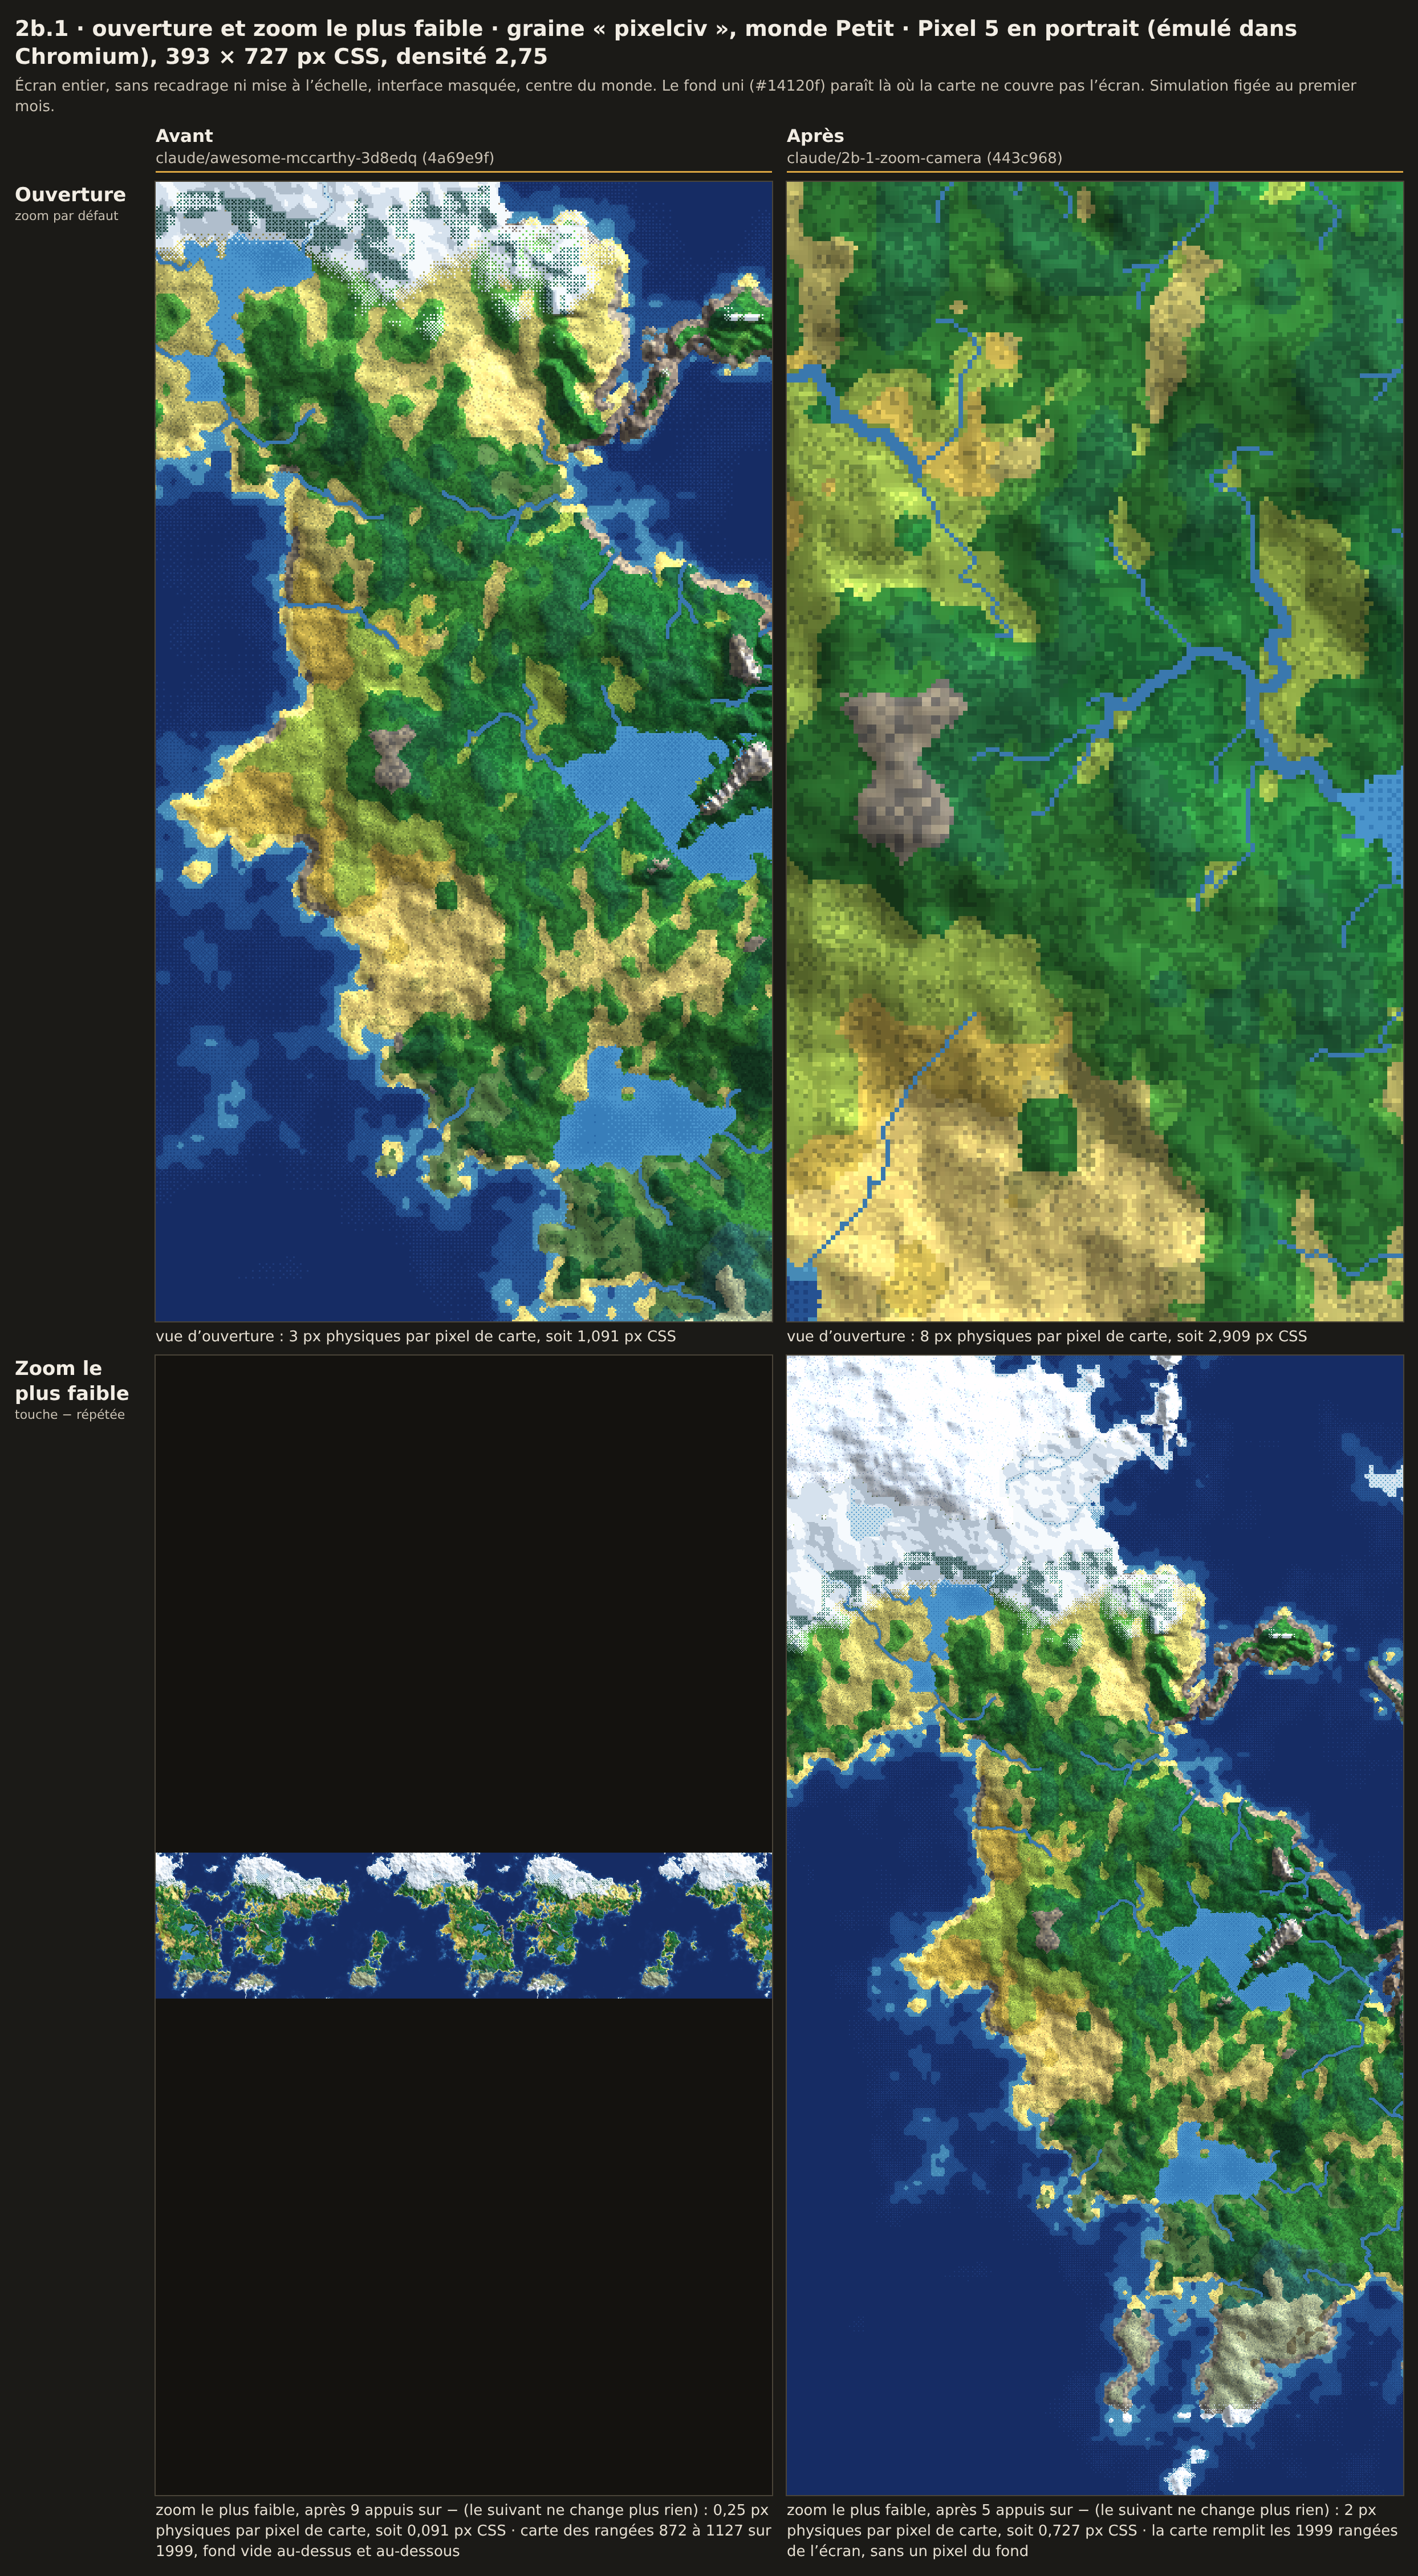 2b.1 · ouverture et zoom le plus faible · graine « pixelciv », monde Petit · Pixel 5 en portrait (émulé dans
Chromium), 393 × 727 px CSS, densité 2,75
Écran entier, sans recadrage ni mise à l’échelle, interface masquée, centre du monde. Le fond uni (#14120f) paraît là où la carte ne couvre pas l’écran. Simulation figée au premier
mois.
Avant
claude/awesome-mccarthy-3d8edq (4a69e9f)
Après
claude/2b-1-zoom-camera (443c968)
Ouverture
zoom par défaut
vue d’ouverture : 3 px physiques par pixel de carte, soit 1,091 px CSS
vue d’ouverture : 8 px physiques par pixel de carte, soit 2,909 px CSS
Zoom le
plus faible
touche − répétée
zoom le plus faible, après 9 appuis sur − (le suivant ne change plus rien) : 0,25 px
physiques par pixel de carte, soit 0,091 px CSS · carte des rangées 872 à 1127 sur
1999, fond vide au-dessus et au-dessous
zoom le plus faible, après 5 appuis sur − (le suivant ne change plus rien) : 2 px
physiques par pixel de carte, soit 0,727 px CSS · la carte remplit les 1999 rangées
de l’écran, sans un pixel du fond